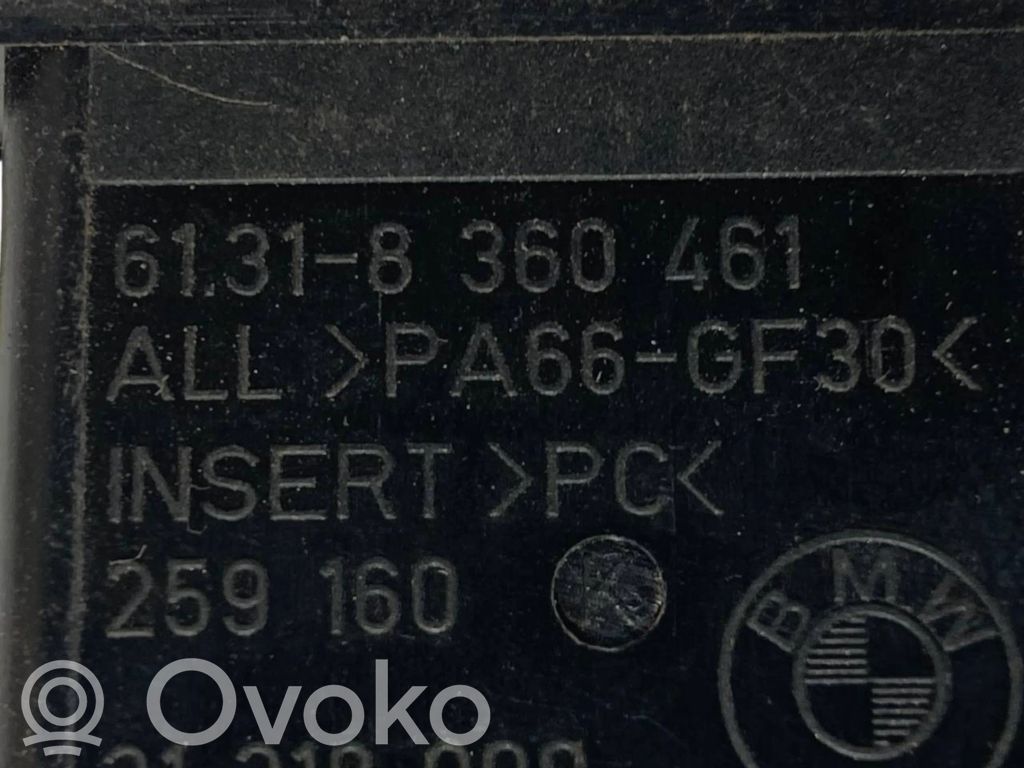 61.31-8 360 461
ALL >PA66-GF30<
INSERT >PC<
259 160
BMW
Ovoko